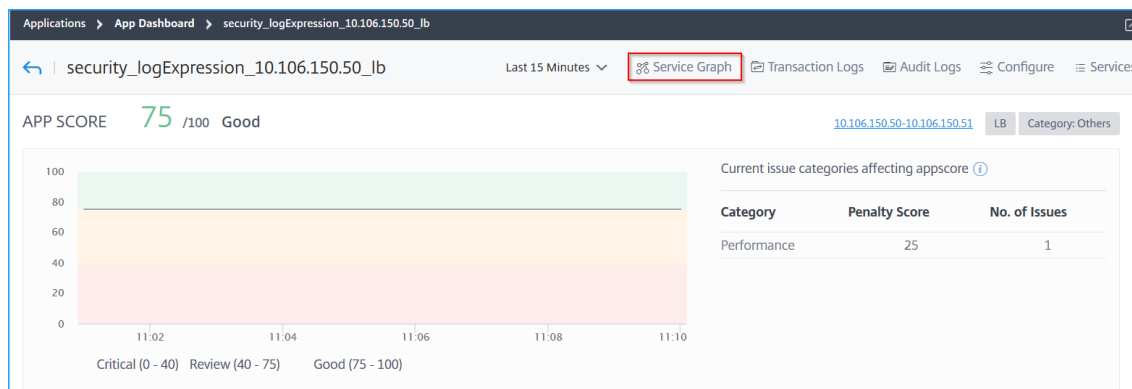 Applications > App Dashboard > security_logExpression_10.106.150.50_lb
security_logExpression_10.106.150.50_lb Last 15 Minutes Service Graph Transaction Logs Audit Logs Configure Services
APP SCORE 75 /100 Good 10.106.150.50-10.106.150.51 LB Category: Others
Current issue categories affecting appscore
Category Penalty Score No. of Issues
Performance 25 1
100
80
60
40
20
0
11:02 11:04 11:06 11:08 11:10
Critical (0 - 40) Review (40 - 75) Good (75 - 100)